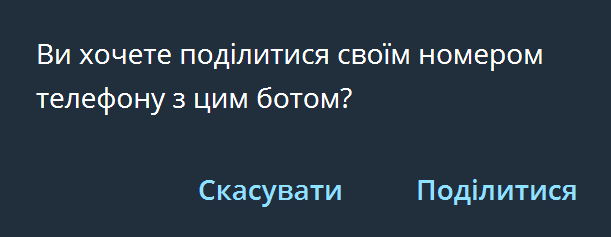 Ви хочете поділитися своїм номером
телефону з цим ботом?
Скасувати Поділитися